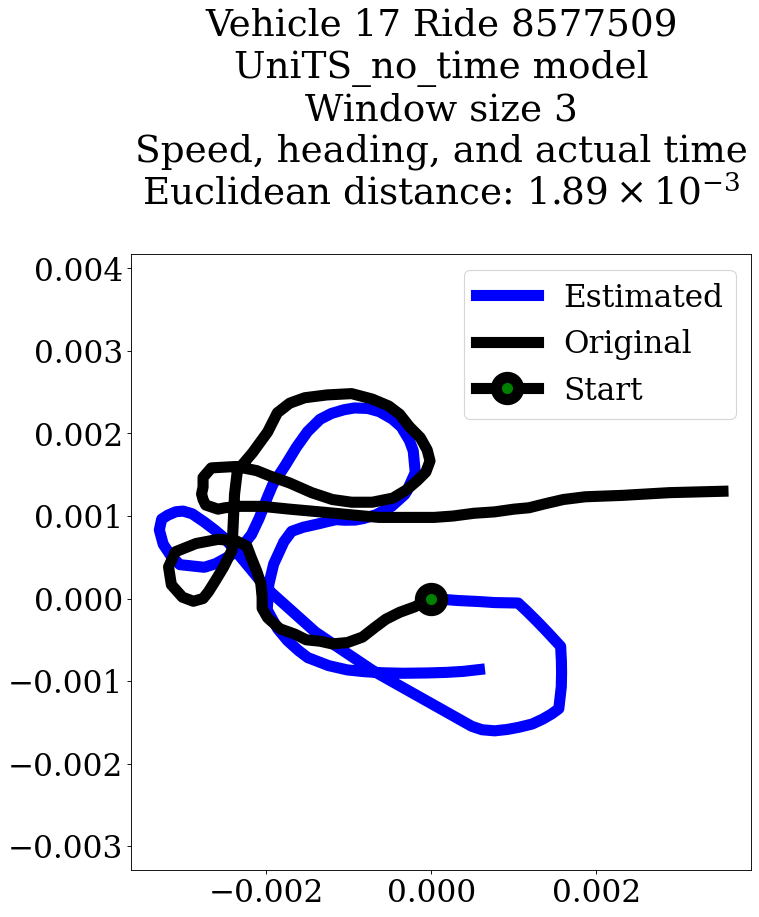 Vehicle 17 Ride 8577509
UniTS_no_time model
Window size 3
Speed, heading, and actual time
Euclidean distance: 1.89 × 10⁻³
0.004
0.003
0.002
0.001
0.000
−0.001
−0.002
−0.003
Estimated
Original
Start
−0.002 0.000 0.002